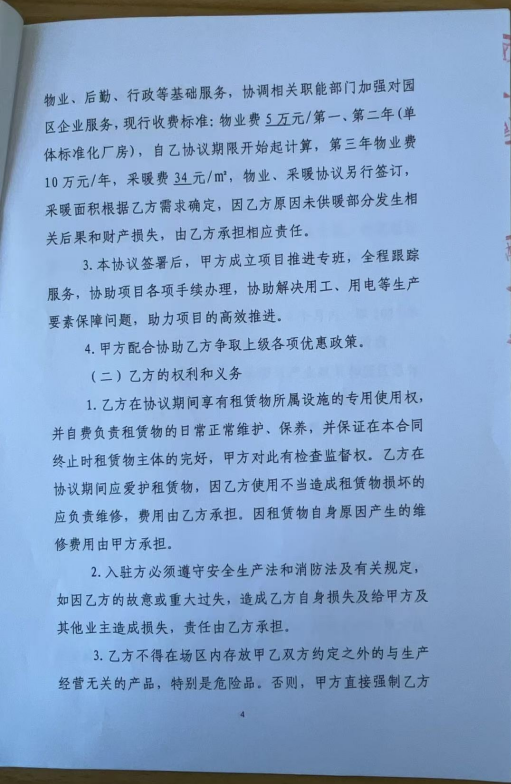 物业、后勤、行政等基础服务，协调相关职能部门加强对园
区企业服务，现行收费标准：物业费 5 万元/第一、第二年(单
体标准化厂房)，自乙协议期限开始起计算，第三年物业费
10 万元/年，采暖费 34 元/㎡，物业、采暖协议另行签订，
采暖面积根据乙方需求确定，因乙方原因未供暖部分发生相
关后果和财产损失，由乙方承担相应责任。
3. 本协议签署后，甲方成立项目推进专班，全程跟踪
服务，协助项目各项手续办理，协助解决用工、用电等生产
要素保障问题，助力项目的高效推进。
4. 甲方配合协助乙方争取上级各项优惠政策。
（二）乙方的权利和义务
1. 乙方在协议期间享有租赁物所属设施的专用使用权，
并自费负责租赁物的日常正常维护、保养，并保证在本合同
终止时租赁物主体的完好，甲方对此有检查监督权。乙方在
协议期间应爱护租赁物，因乙方使用不当造成租赁物损坏的
应负责维修，费用由乙方承担。因租赁物自身原因产生的维
修费用由甲方承担。
2. 入驻方必须遵守安全生产法和消防法及有关规定，
如因乙方的故意或重大过失，造成乙方自身损失及给甲方及
其他业主造成损失，责任由乙方承担。
3. 乙方不得在场区内存放甲乙双方约定之外的与生产
经营无关的产品，特别是危险品。否则，甲方直接强制乙方
4